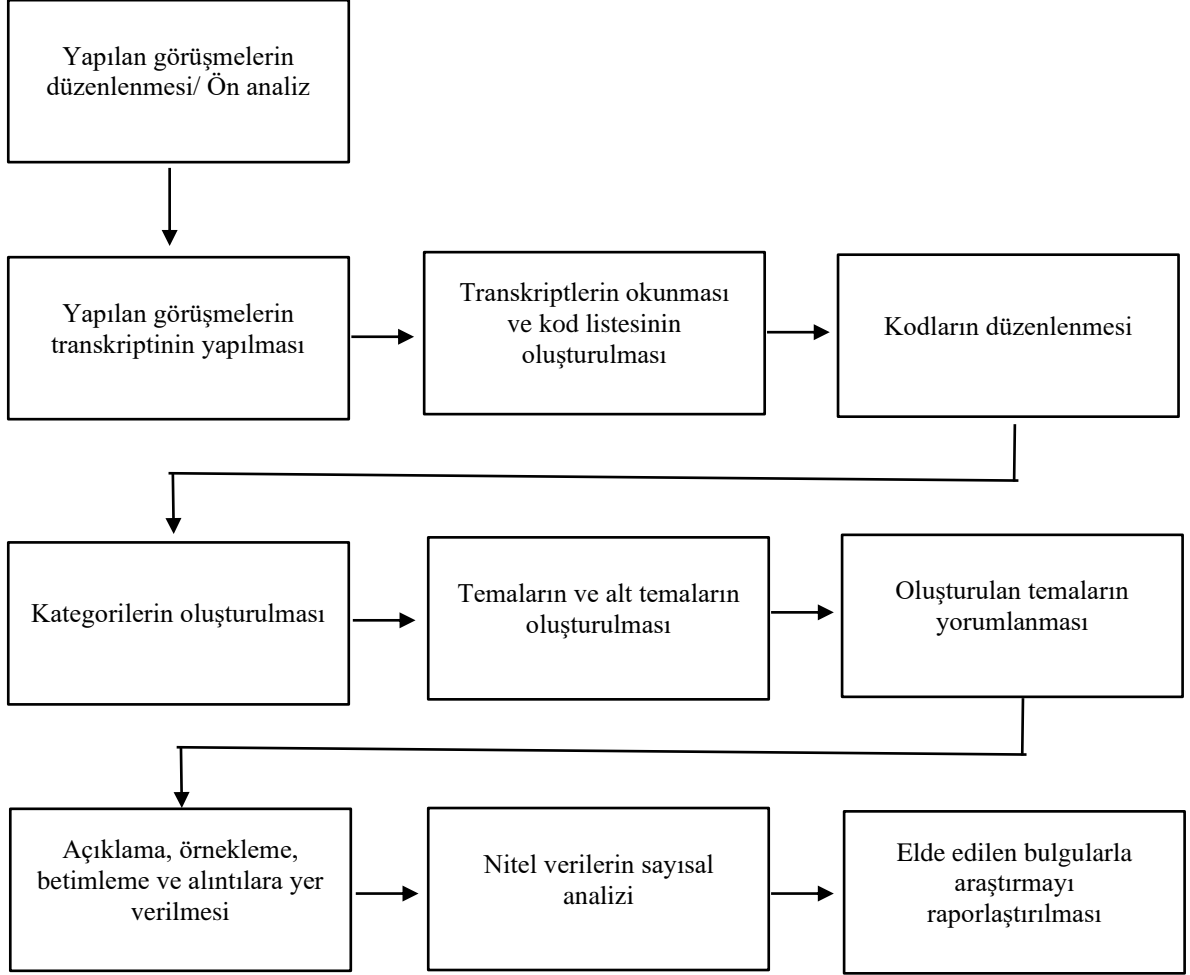 Yapılan görüşmelerin
düzenlenmesi/ Ön analiz
Yapılan görüşmelerin
transkriptinin yapılması
Transkriptlerin okunması
ve kod listesinin
oluşturulması
Kodların düzenlenmesi
Kategorilerin oluşturulması
Temaların ve alt temaların
oluşturulması
Oluşturulan temaların
yorumlanması
Açıklama, örnekleme,
betimleme ve alıntılara yer
verilmesi
Nitel verilerin sayısal
analizi
Elde edilen bulgularla
araştırmayı
raporlaştırılması